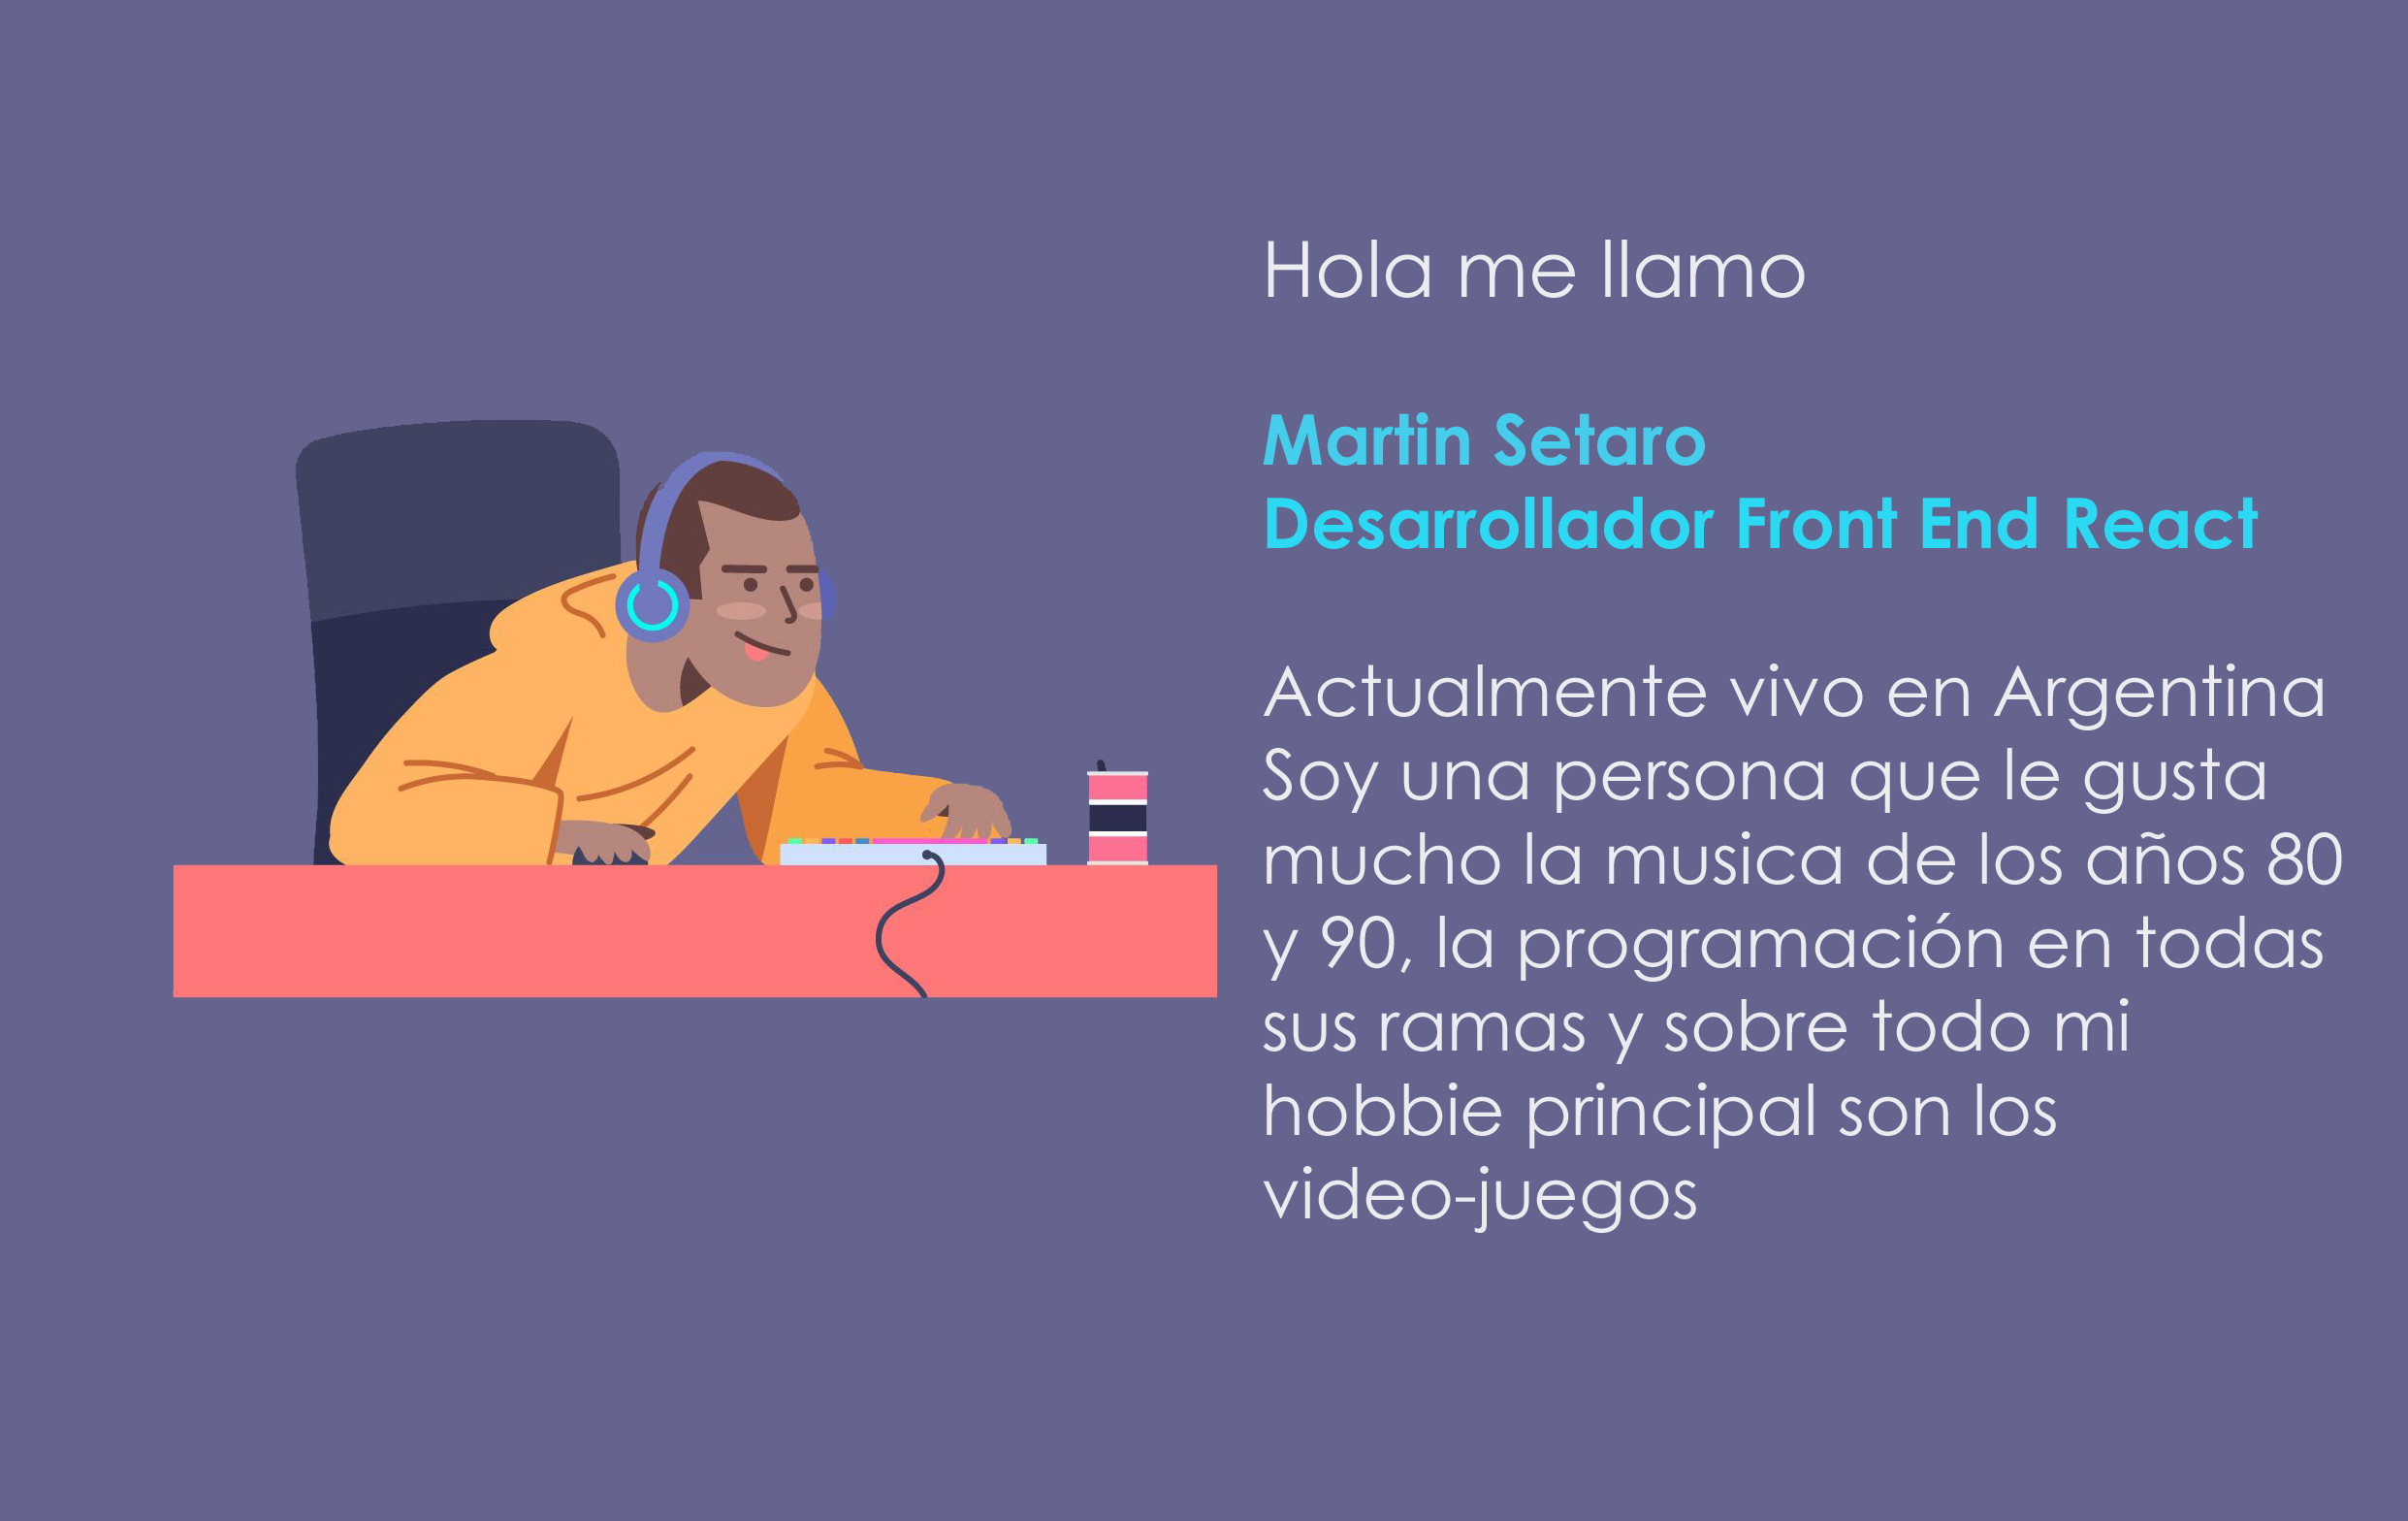 Hola me llamo
Martin Setaro
Desarrollador Front End React
Actualmente vivo en Argentina
Soy una persona que le gusta
mucho la musica de los años 80
y 90, la programación en todas
sus ramas y sobre todo mi
hobbie principal son los
video-juegos